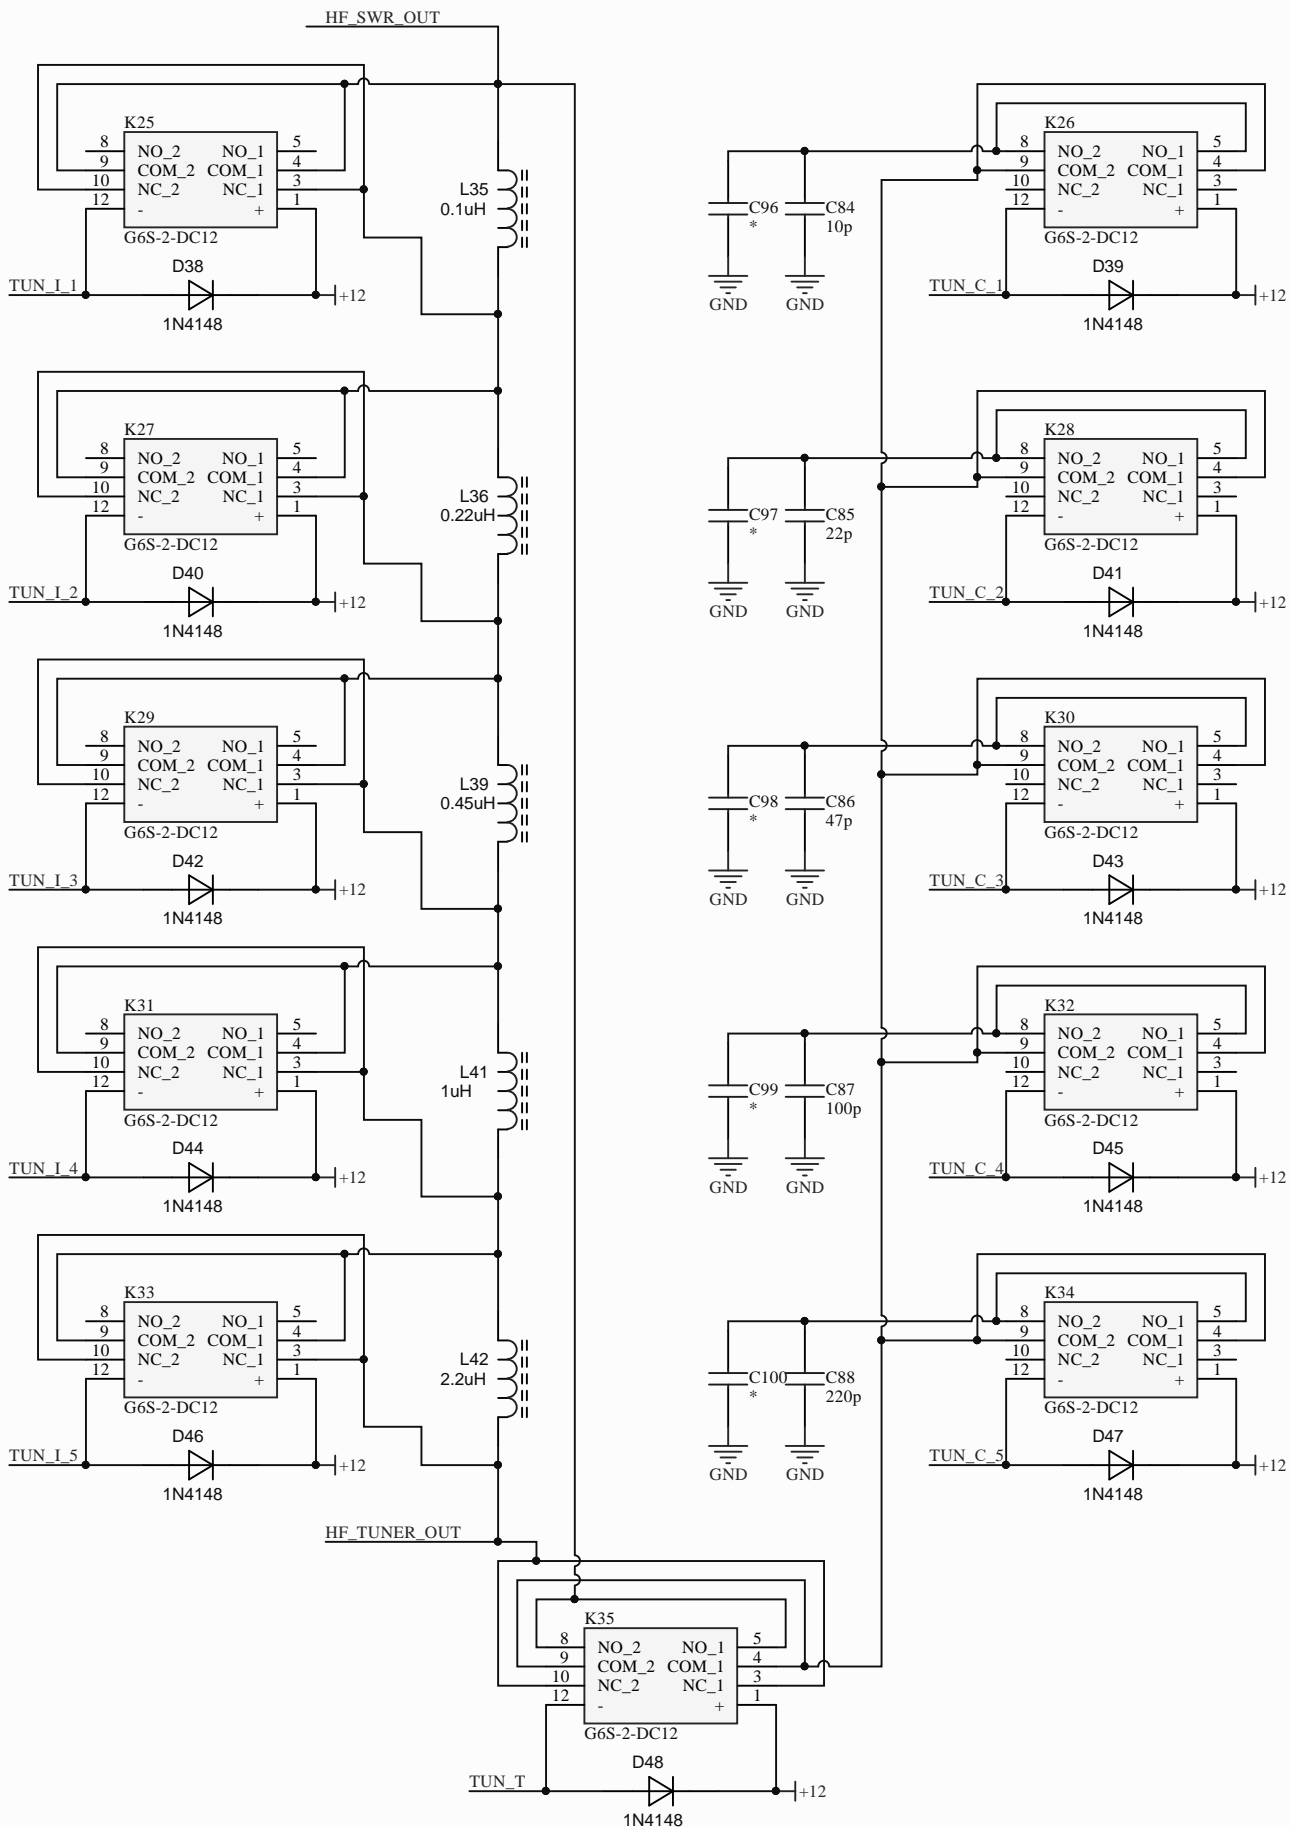 HF_SWR_OUT
K25
8 NO_2 NO_1 5
9 COM_2 COM_1 4
10 NC_2 NC_1 3
12 - + 1
G6S-2-DC12
D38
TUN_I_1
+12
1N4148
L35
0.1uH
C96
*
GND
C84
10p
GND
K26
8 NO_2 NO_1 5
9 COM_2 COM_1 4
10 NC_2 NC_1 3
12 - + 1
G6S-2-DC12
D39
TUN_C_1
+12
1N4148
K27
8 NO_2 NO_1 5
9 COM_2 COM_1 4
10 NC_2 NC_1 3
12 - + 1
G6S-2-DC12
D40
TUN_I_2
+12
1N4148
L36
0.22uH
C97
*
GND
C85
22p
GND
K28
8 NO_2 NO_1 5
9 COM_2 COM_1 4
10 NC_2 NC_1 3
12 - + 1
G6S-2-DC12
D41
TUN_C_2
+12
1N4148
K29
8 NO_2 NO_1 5
9 COM_2 COM_1 4
10 NC_2 NC_1 3
12 - + 1
G6S-2-DC12
D42
TUN_I_3
+12
1N4148
L39
0.45uH
C98
*
GND
C86
47p
GND
K30
8 NO_2 NO_1 5
9 COM_2 COM_1 4
10 NC_2 NC_1 3
12 - + 1
G6S-2-DC12
D43
TUN_C_3
+12
1N4148
K31
8 NO_2 NO_1 5
9 COM_2 COM_1 4
10 NC_2 NC_1 3
12 - + 1
G6S-2-DC12
D44
TUN_I_4
+12
1N4148
L41
1uH
C99
*
GND
C87
100p
GND
K32
8 NO_2 NO_1 5
9 COM_2 COM_1 4
10 NC_2 NC_1 3
12 - + 1
G6S-2-DC12
D45
TUN_C_4
+12
1N4148
K33
8 NO_2 NO_1 5
9 COM_2 COM_1 4
10 NC_2 NC_1 3
12 - + 1
G6S-2-DC12
D46
TUN_I_5
+12
1N4148
L42
2.2uH
C100
*
GND
C88
220p
GND
K34
8 NO_2 NO_1 5
9 COM_2 COM_1 4
10 NC_2 NC_1 3
12 - + 1
G6S-2-DC12
D47
TUN_C_5
+12
1N4148
HF_TUNER_OUT
K35
8 NO_2 NO_1 5
9 COM_2 COM_1 4
10 NC_2 NC_1 3
12 - + 1
G6S-2-DC12
D48
TUN_T
+12
1N4148